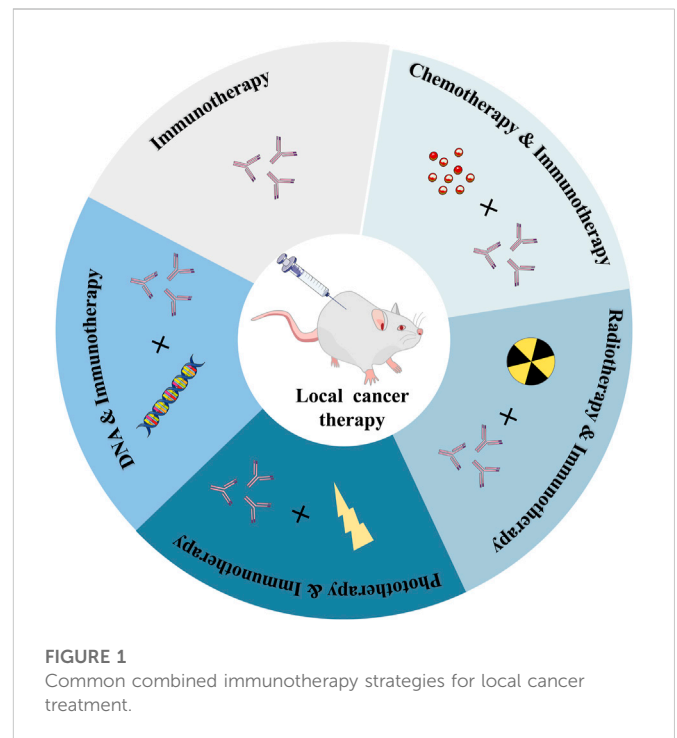 Immunotherapy
Chemotherapy & Immunotherapy
Radiotherapy & Immunotherapy
Phototherapy & Immunotherapy
DNA & Immunotherapy
Local cancer
therapy
FIGURE 1
Common combined immunotherapy strategies for local cancer
treatment.